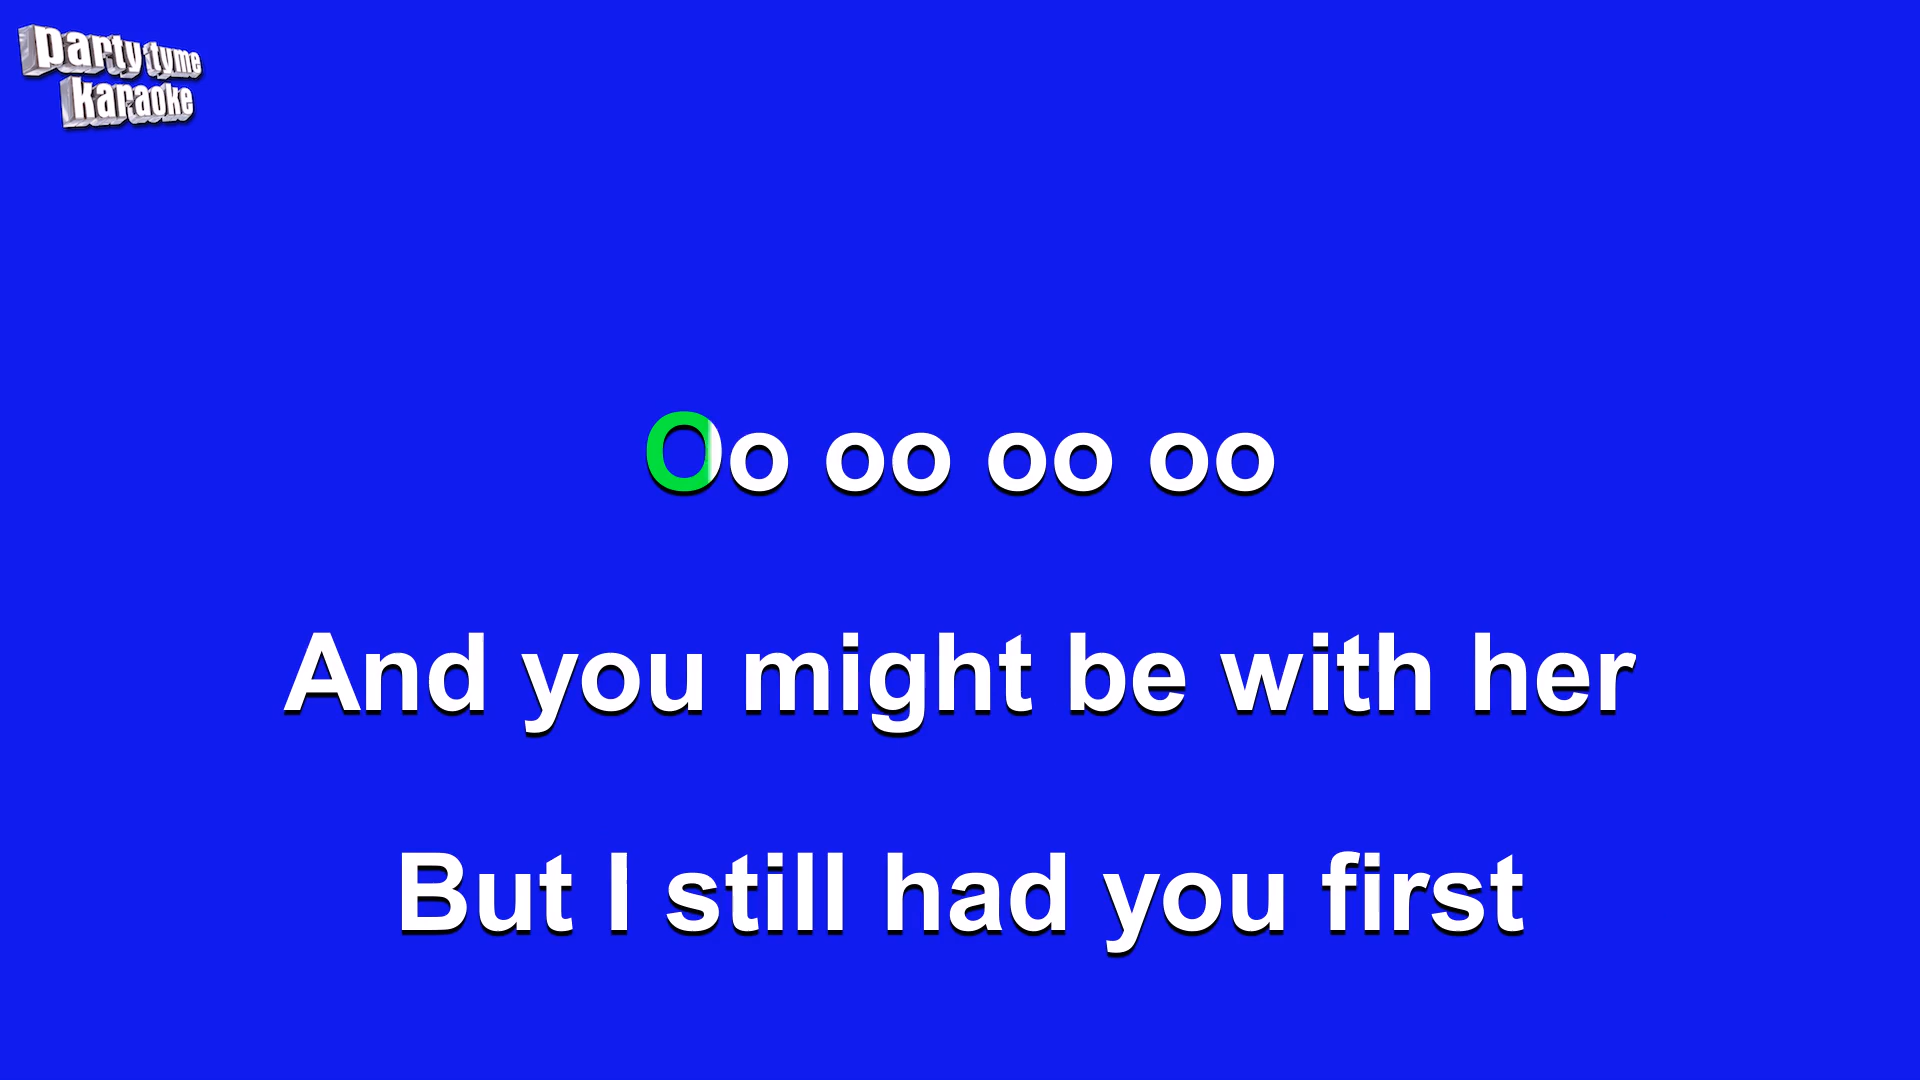 party tyme
karaoke
Oo oo oo oo
And you might be with her
But I still had you first